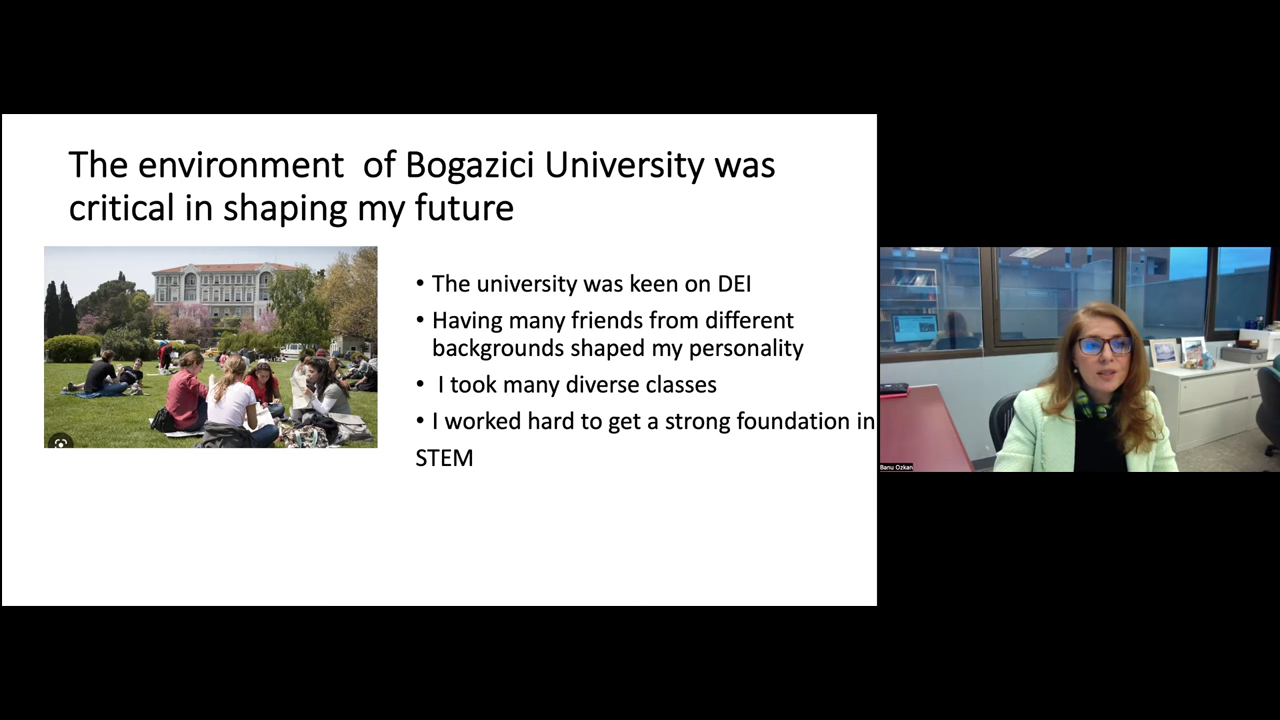 The environment  of Bogazici University was
critical in shaping my future
• The university was keen on DEI
• Having many friends from different
backgrounds shaped my personality
•  I took many diverse classes
• I worked hard to get a strong foundation in
STEM
Banu Ozkan